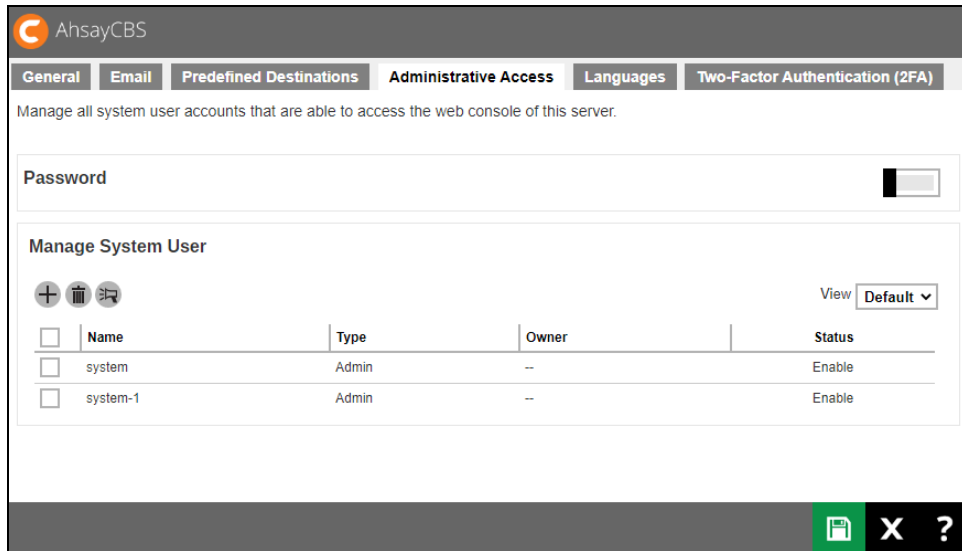 AhsayCBS
General Email Predefined Destinations Administrative Access Languages Two-Factor Authentication (2FA)
Manage all system user accounts that are able to access the web console of this server.
Password
Manage System User
View Default
Name Type Owner Status
system Admin -- Enable
system-1 Admin -- Enable
X ?